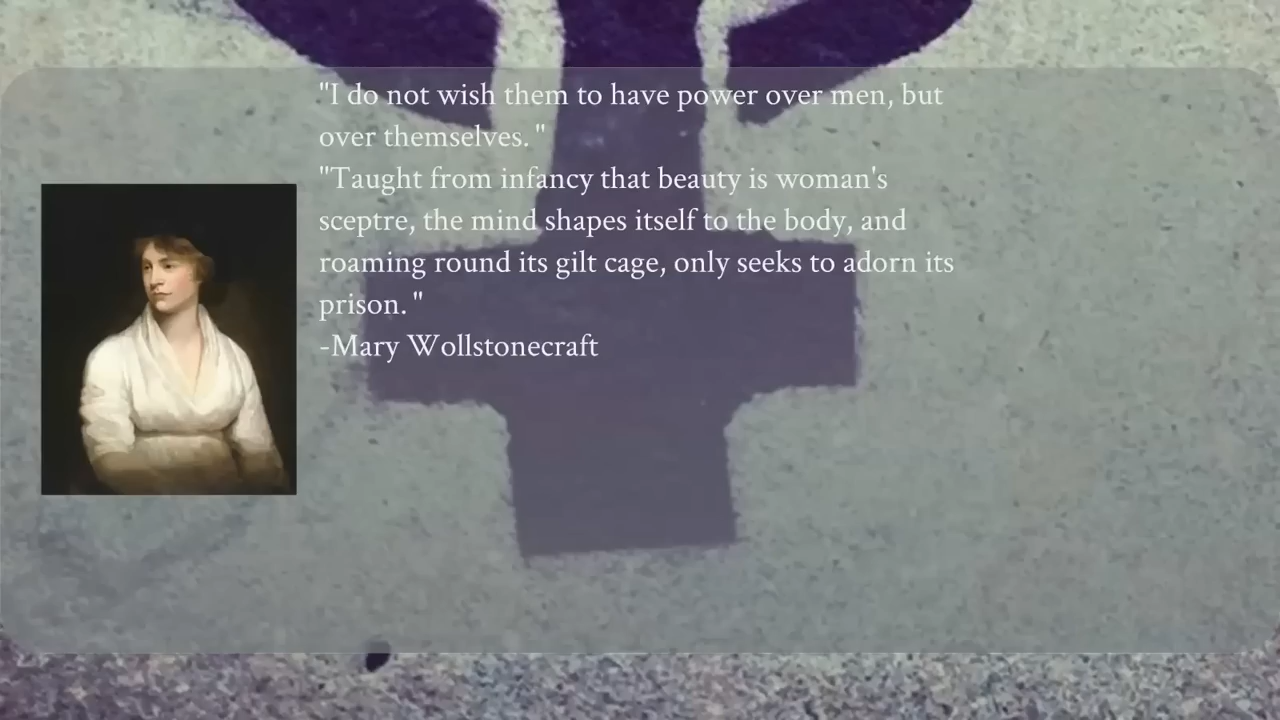 "I do not wish them to have power over men, but
over themselves. "
"Taught from infancy that beauty is woman's
sceptre, the mind shapes itself to the body, and
roaming round its gilt cage, only seeks to adorn its
prison. "
-Mary Wollstonecraft